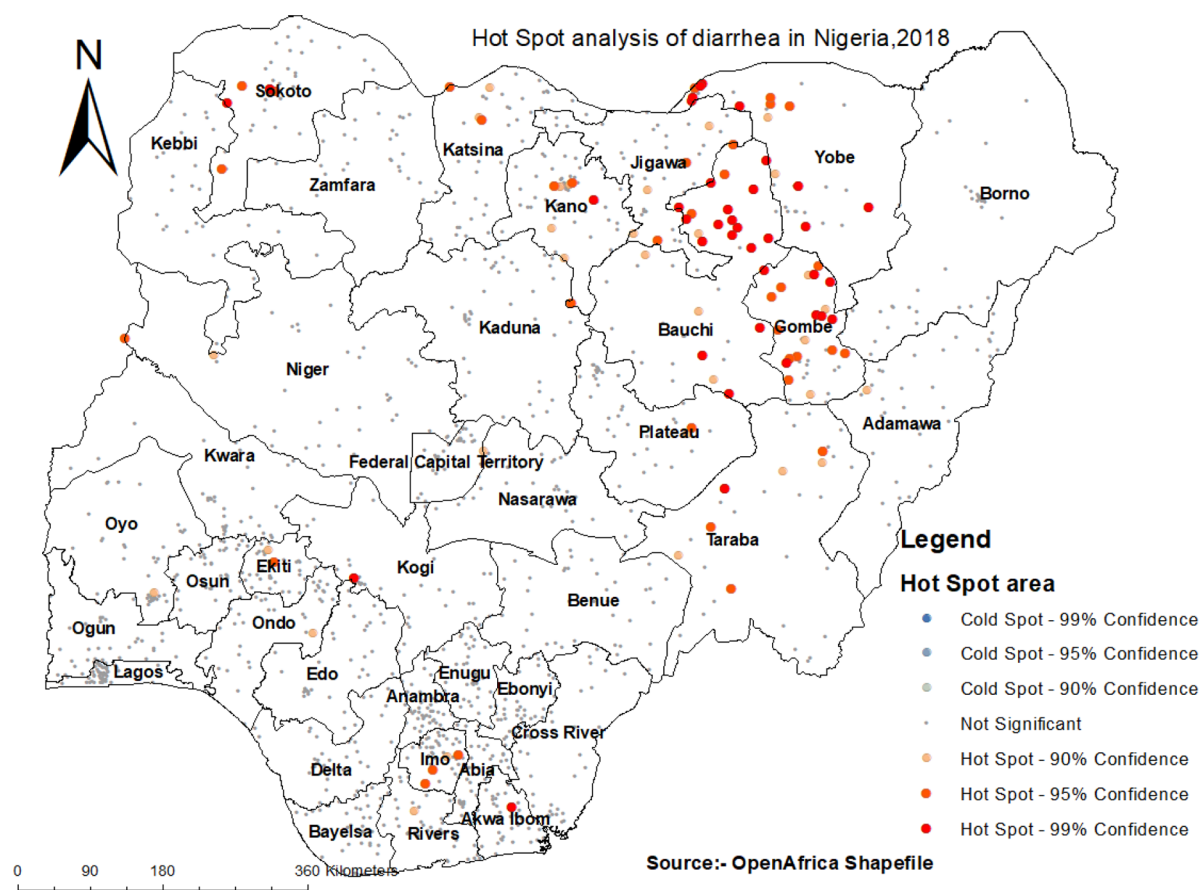 Hot Spot analysis of diarrhea in Nigeria,2018
N
Sokoto
Kebbi
Katsina
Zamfara
Jigawa
Yobe
Kano
Borno
Kaduna
Bauchi
Gombe
Niger
Adamawa
Plateau
Kwara
Federal Capital Territory
Nasarawa
Oyo
Taraba
Osun
Ekiti
Kogi
Benue
Ogun
Ondo
Lagos
Edo
Enugu
Anambra
Ebonyi
Cross River
Imo
Abia
Delta
Akwa Ibom
Bayelsa
Rivers
Legend
Hot Spot area
Cold Spot - 99% Confidence
Cold Spot - 95% Confidence
Cold Spot - 90% Confidence
Not Significant
Hot Spot - 90% Confidence
Hot Spot - 95% Confidence
Hot Spot - 99% Confidence
Source:- OpenAfrica Shapefile
0 90 180 360 Kilometers